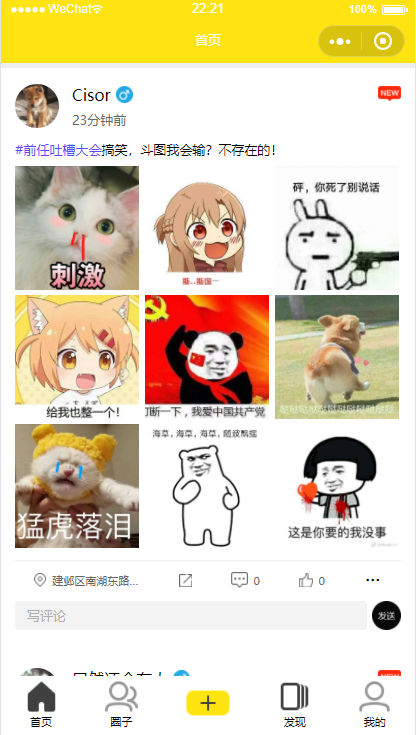 WeChat
22:21
100%
首页
Cisor
NEW
23分钟前
#前任吐槽大会搞笑，斗图我会输？不存在的！
刺激
斯..斯国一
砰，你死了别说话
给我也整一个！
打断一下，我爱中国共产党
猛虎落泪
海草，海草，海草，随波飘摇
这是你要的我没事
建邺区南湖东路...
0
0
写评论
发送
NEW
首页
圈子
发现
我的